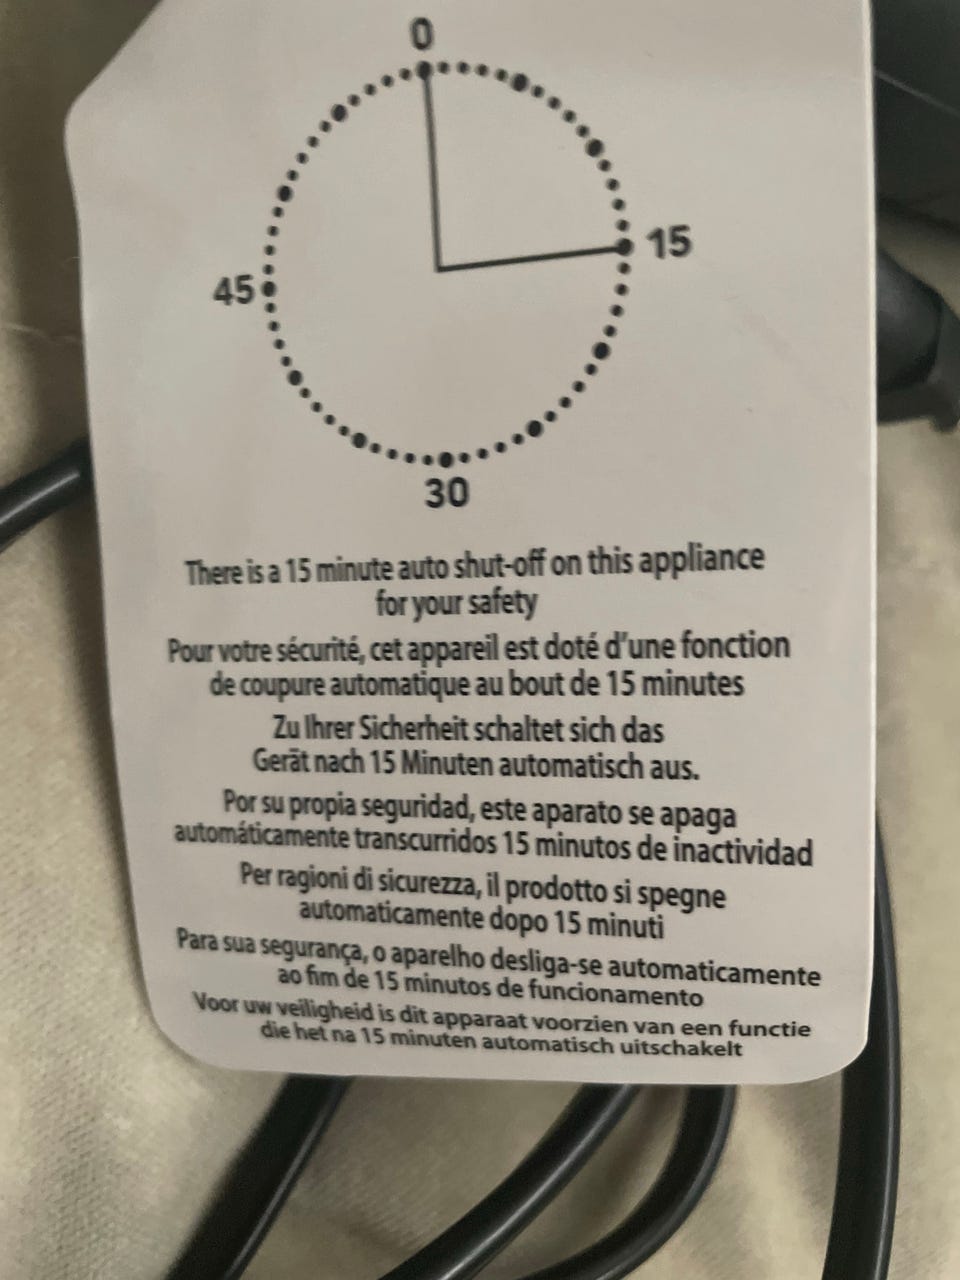 0
15
45
30
There is a 15 minute auto shut-off on this appliance
for your safety
Pour votre sécurité, cet appareil est doté d'une fonction
de coupure automatique au bout de 15 minutes
Zu Ihrer Sicherheit schaltet sich das
Gerät nach 15 Minuten automatisch aus.
Por su propia seguridad, este aparato se apaga
automáticamente transcurridos 15 minutos de inactividad
Per ragioni di sicurezza, il prodotto si spegne
automaticamente dopo 15 minuti
Para sua segurança, o aparelho desliga-se automaticamente
ao fim de 15 minutos de funcionamento
Voor uw veiligheid is dit apparaat voorzien van een functie
die het na 15 minuten automatisch uitschakelt